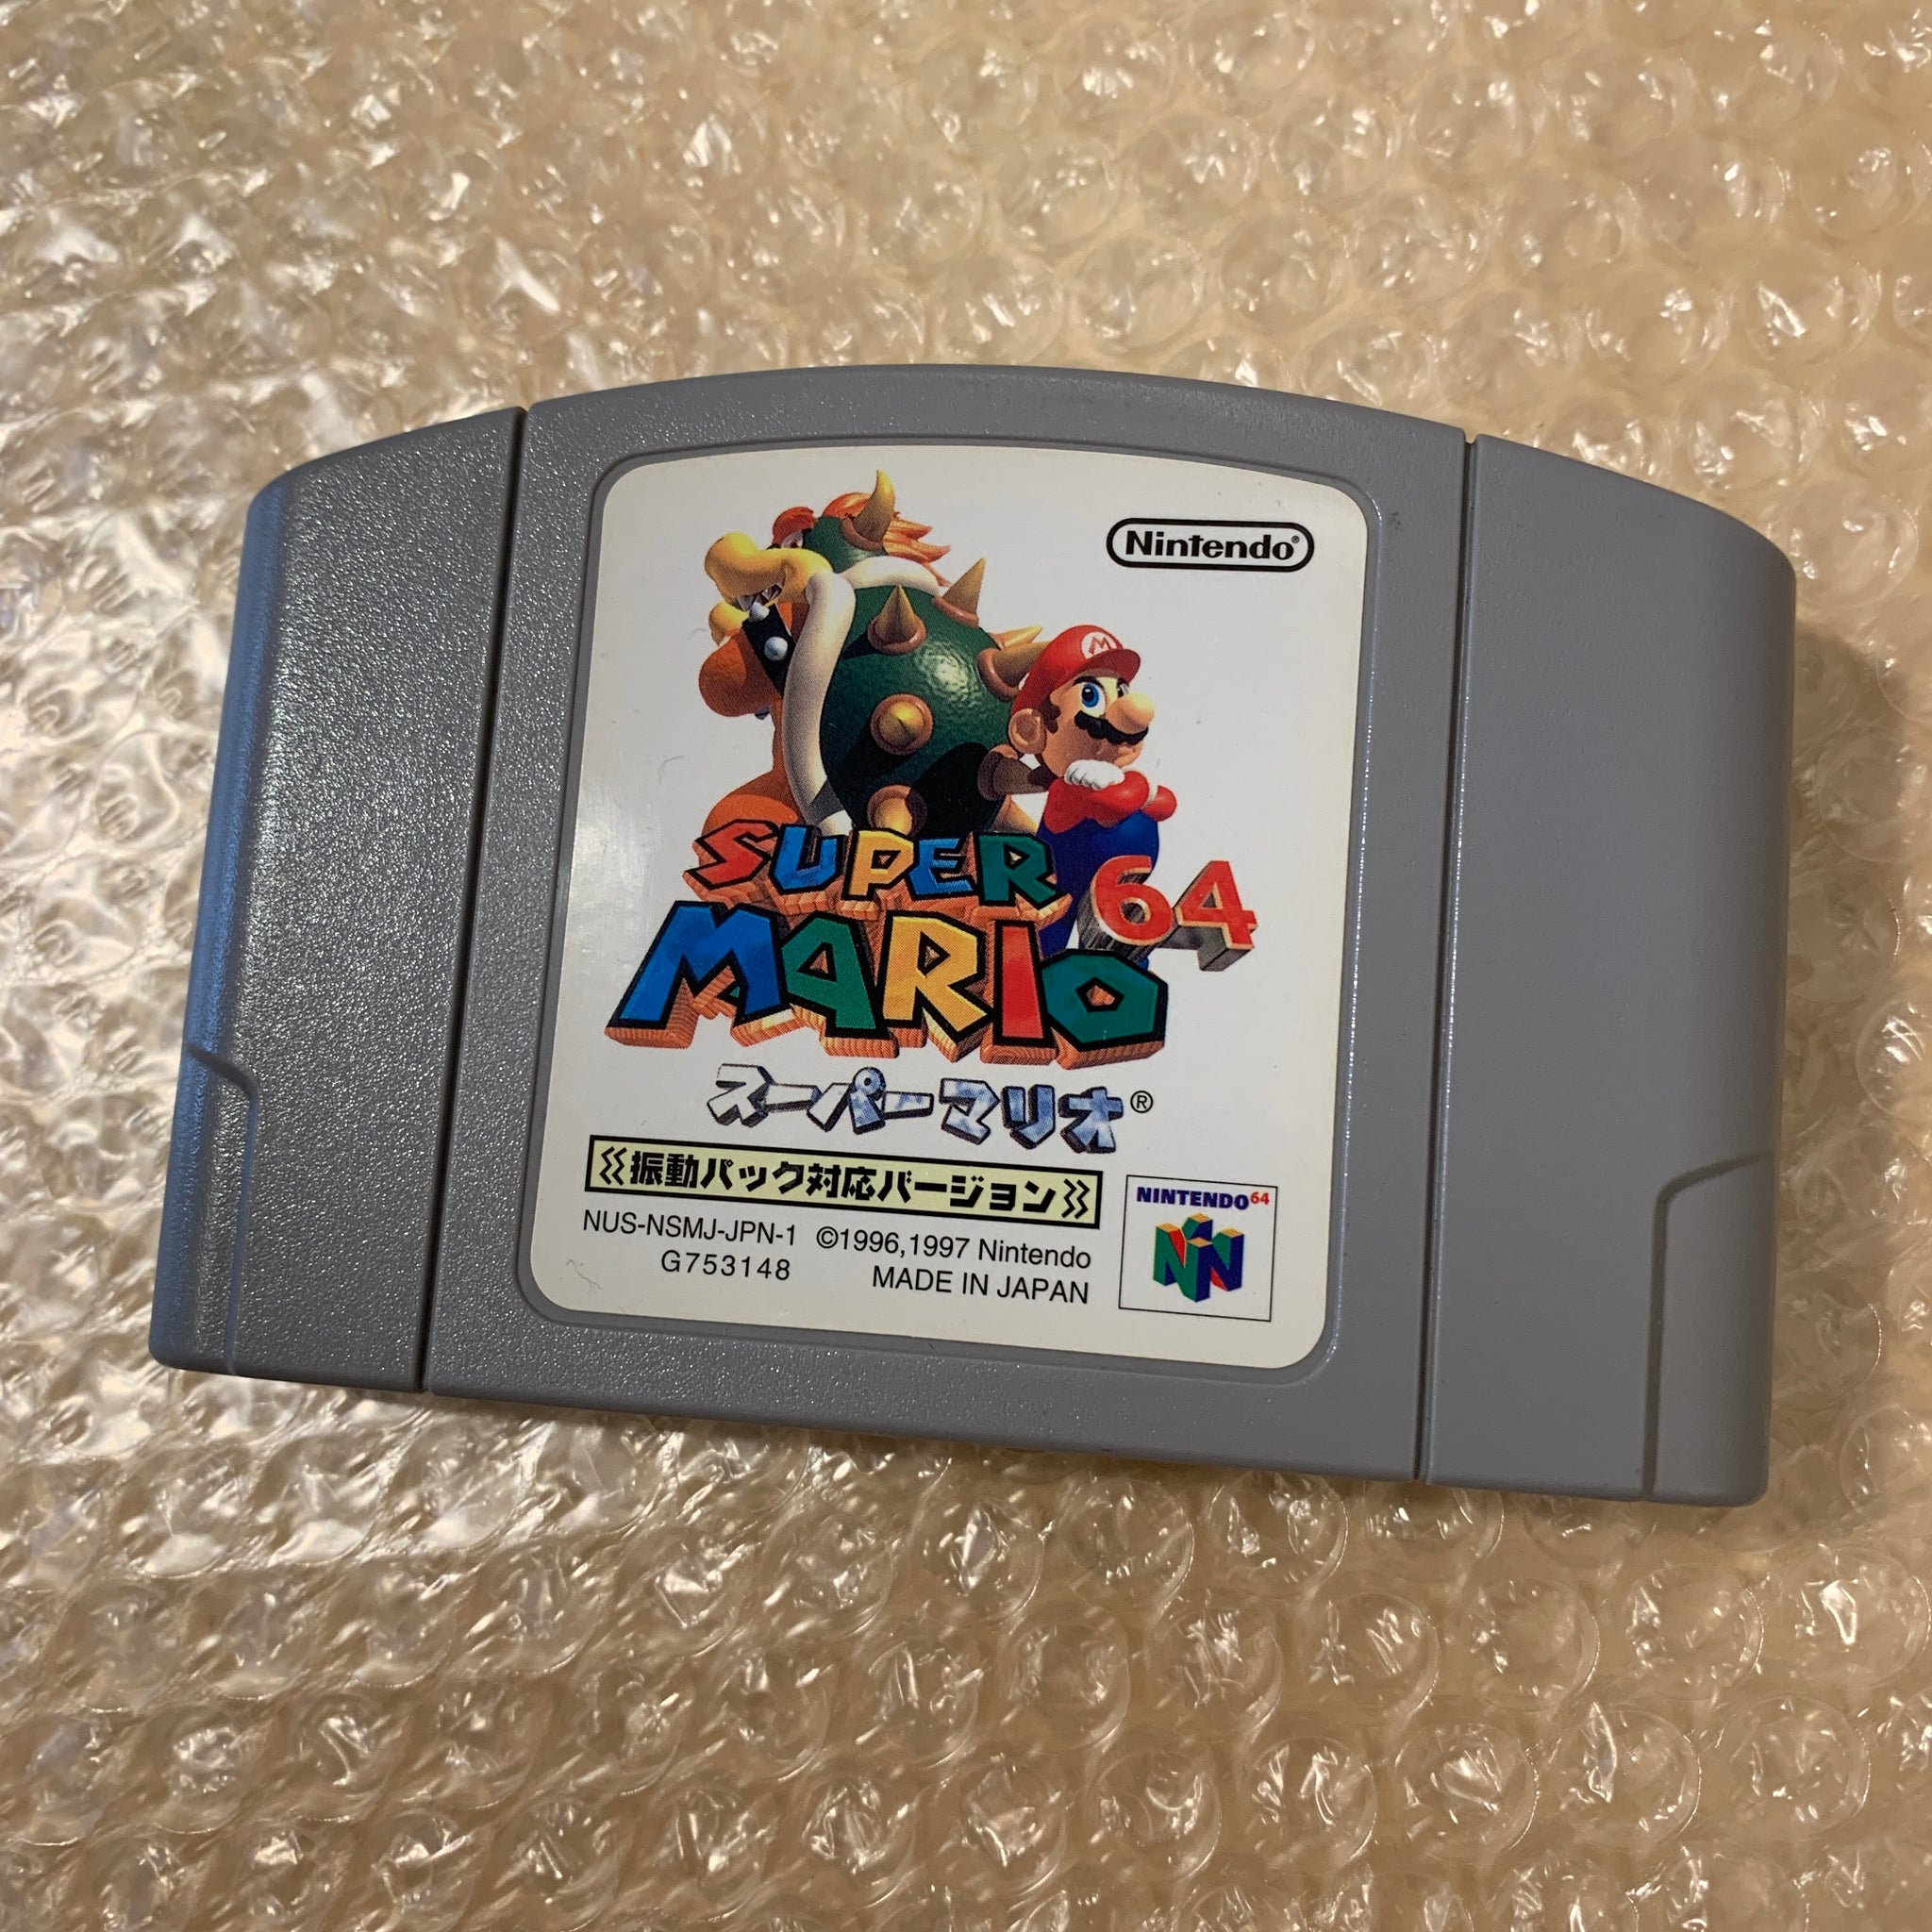 Nintendo®
M
SUPER
MARIO 64
スーパーマリオ®
振動パック対応バージョン
NUS-NSMJ-JPN-1 ©1996,1997 Nintendo
G753148 MADE IN JAPAN
NINTENDO64